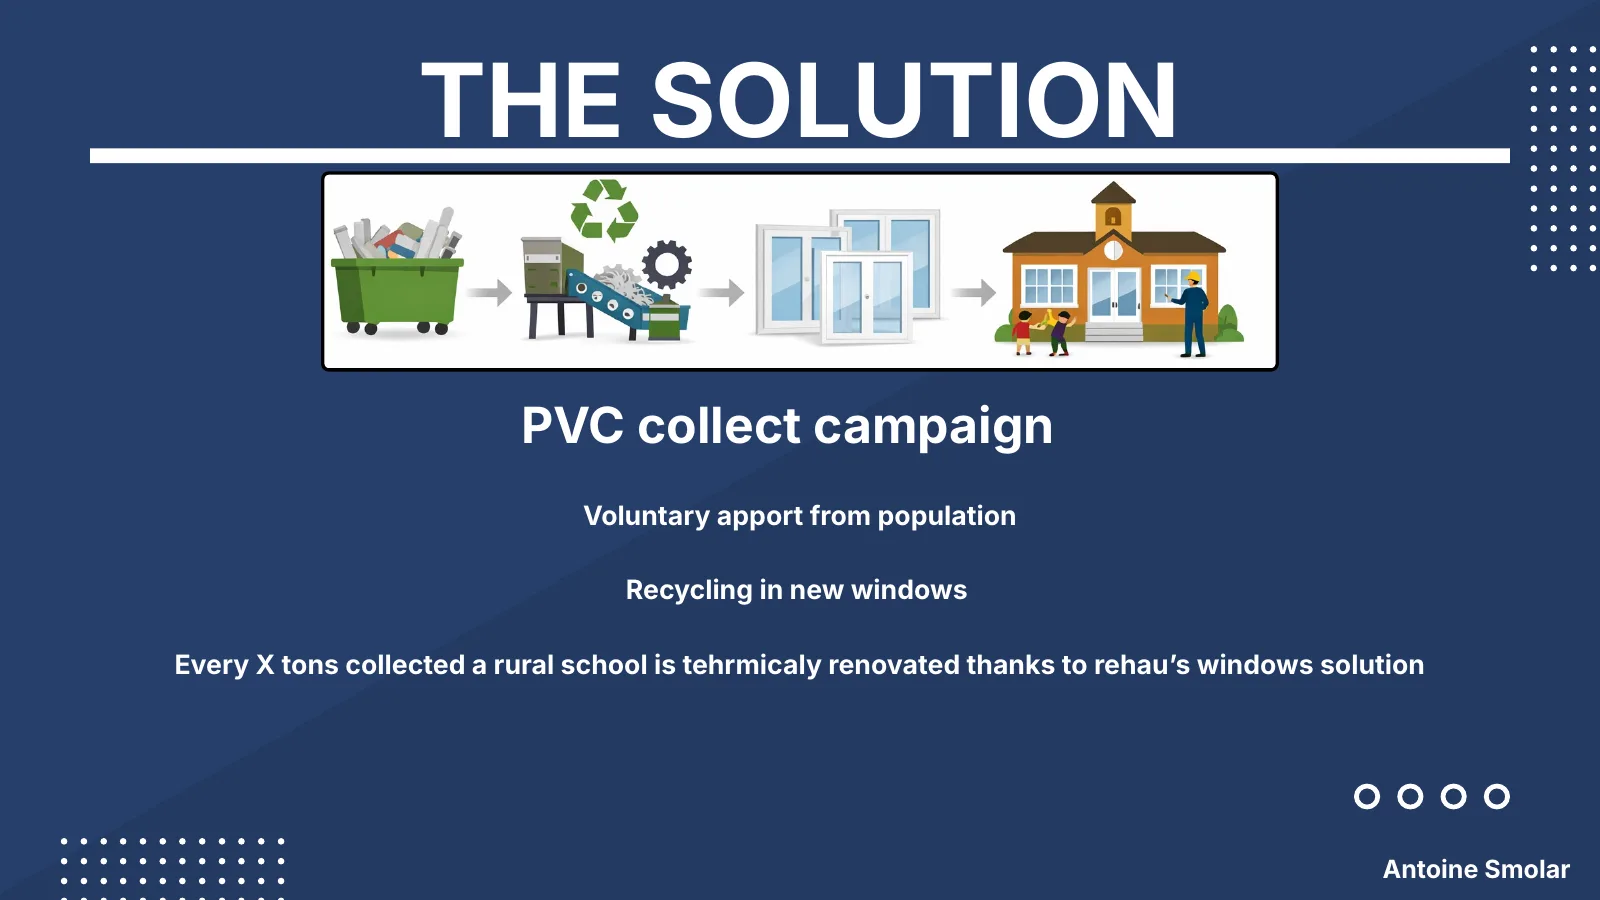 THE SOLUTION
PVC collect campaign
Voluntary apport from population
Recycling in new windows
Every X tons collected a rural school is tehrmicaly renovated thanks to rehau’s windows solution
Antoine Smolar